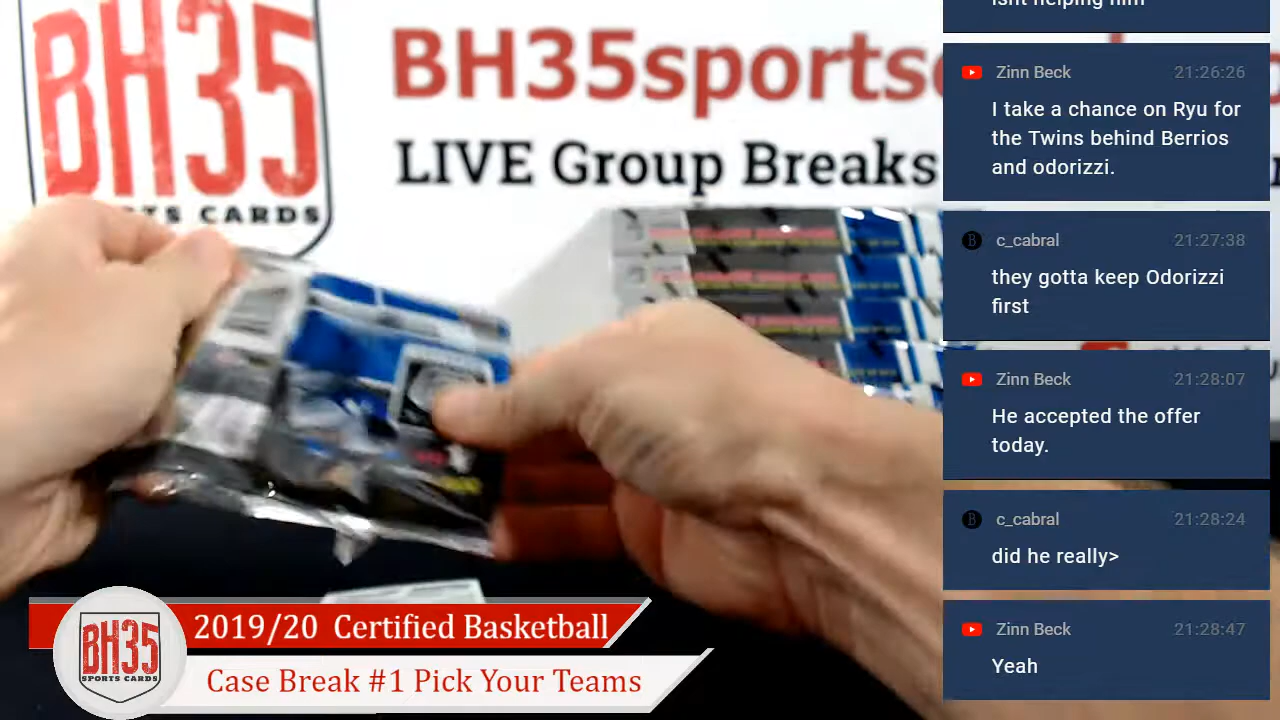 BH35
SPORTS CARDS
BH35sports
LIVE Group Breaks
isnt helping him
Zinn Beck 21:26:26
I take a chance on Ryu for
the Twins behind Berrios
and odorizzi.
c_cabral 21:27:38
they gotta keep Odorizzi
first
Zinn Beck 21:28:07
He accepted the offer
today.
c_cabral 21:28:24
did he really>
Zinn Beck 21:28:47
Yeah
BH35
SPORTS CARDS
2019/20 Certified Basketball
Case Break #1 Pick Your Teams